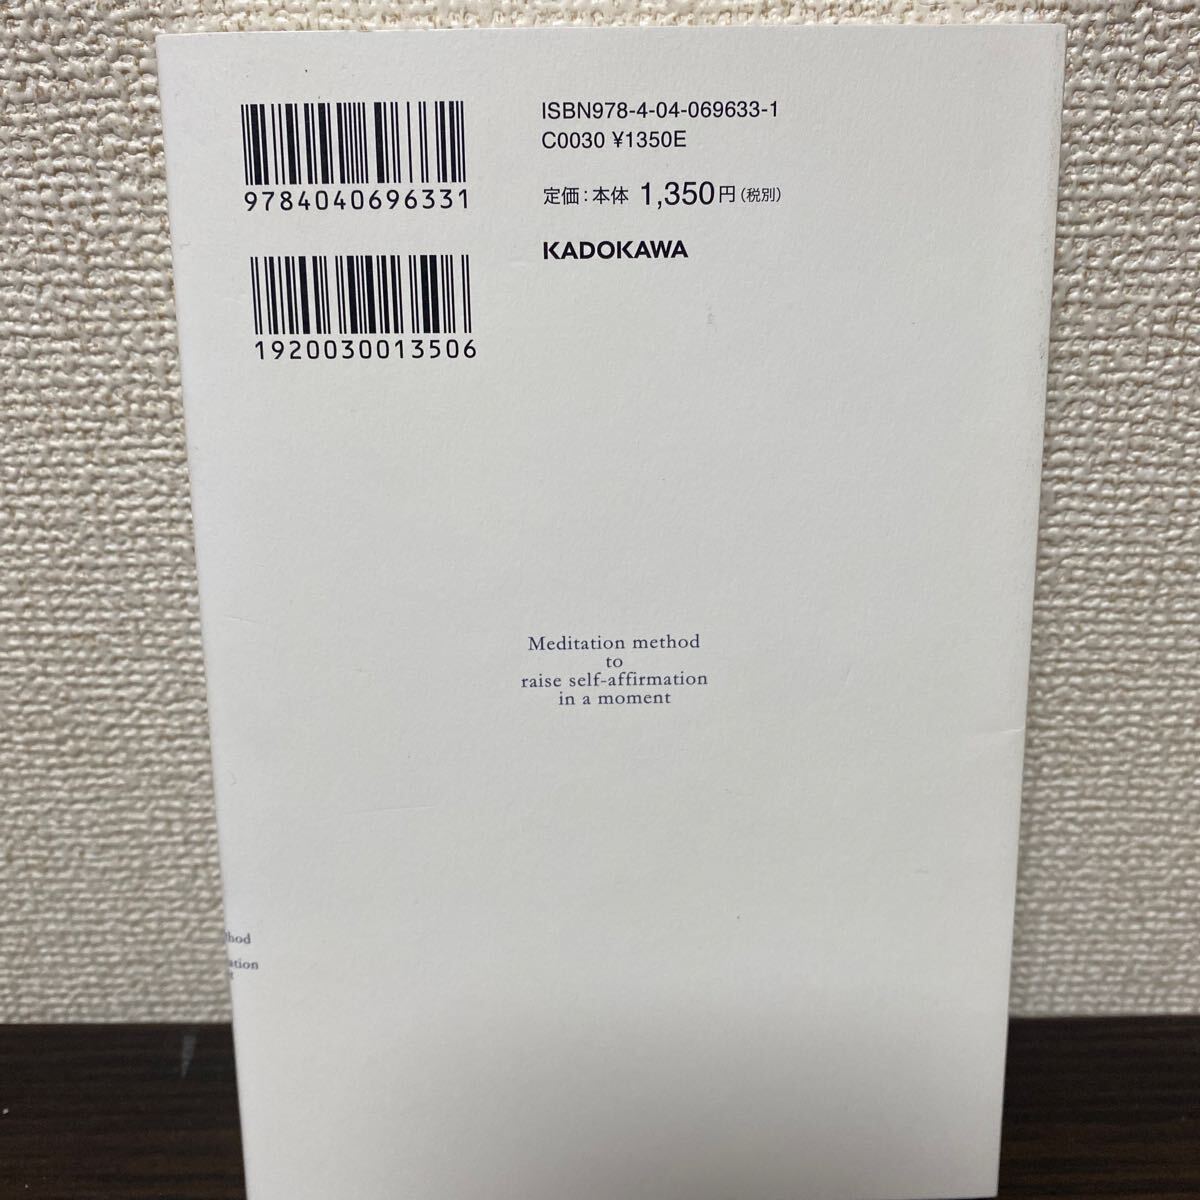 9784040696331
1920030013506
ISBN978-4-04-069633-1
C0030 ¥1350E
定価:本体 1,350円(税別)
KADOKAWA
Meditation method
to
raise self-affirmation
in a moment